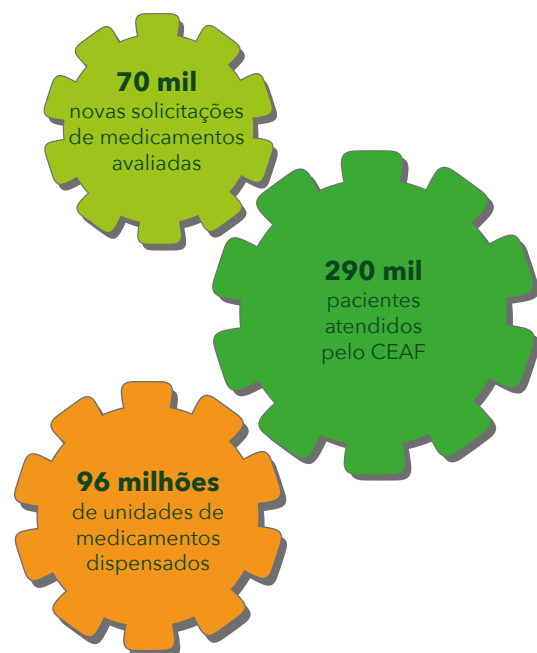 70 mil
novas solicitações
de medicamentos
avaliadas
290 mil
pacientes
atendidos
pelo CEAF
96 milhões
de unidades de
medicamentos
dispensados